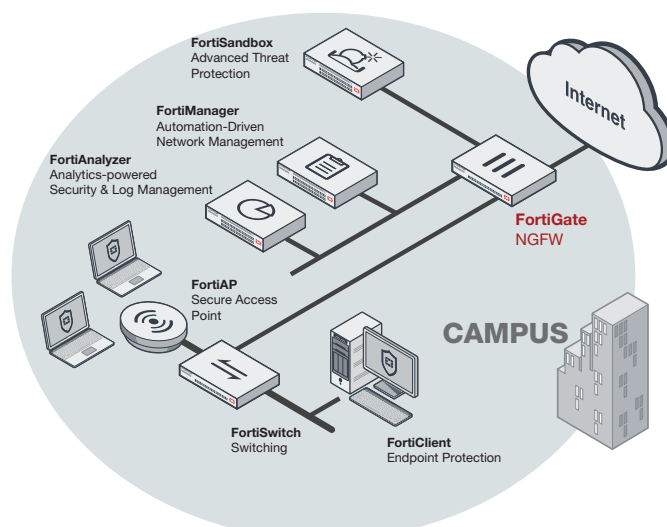 FortiSandbox
Advanced Threat
Protection
FortiManager
Automation-Driven
Network Management
FortiAnalyzer
Analytics-powered
Security & Log Management
Internet
FortiGate
NGFW
FortiAP
Secure Access
Point
CAMPUS
FortiSwitch
Switching
FortiClient
Endpoint Protection